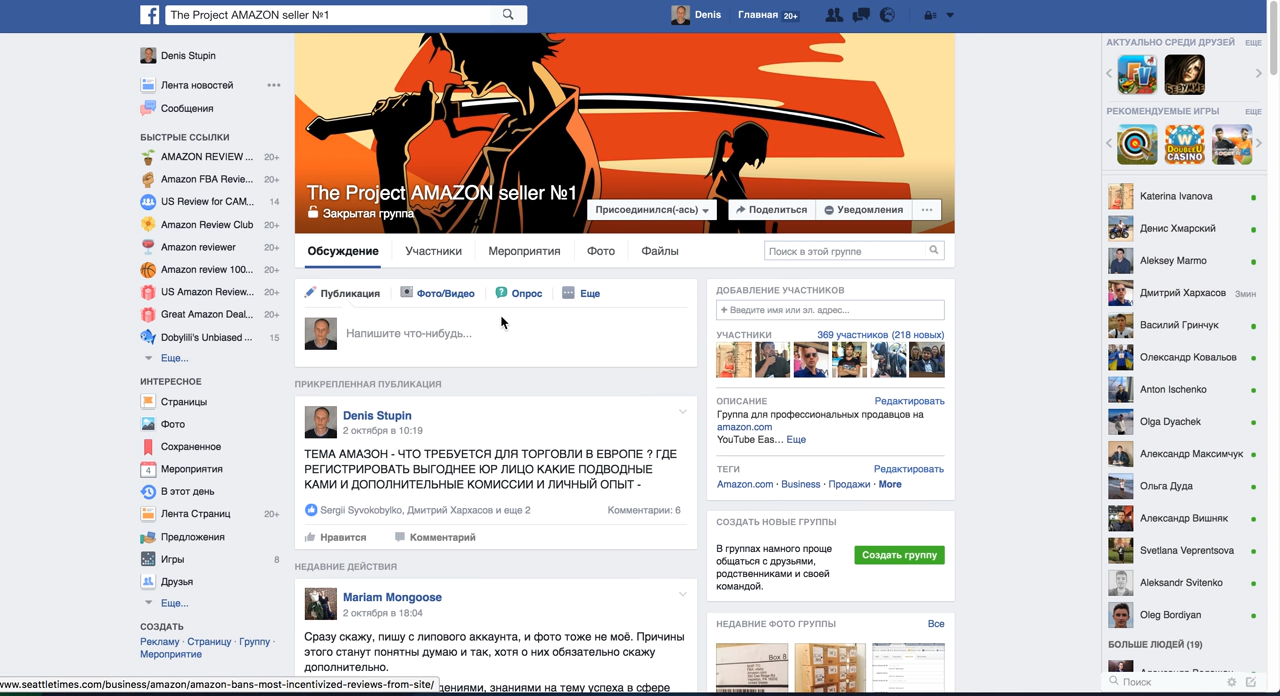 The Project AMAZON seller №1
Denis
Главная 20+
Denis Stupin
Лента новостей
Сообщения
БЫСТРЫЕ ССЫЛКИ
AMAZON REVIEW ... 20+
Amazon FBA Revie... 20+
US Review for CAM... 14
Amazon Review Club 20+
Amazon reviewer 20+
Amazon review 100... 20+
US Amazon Review... 20+
Great Amazon Deal... 20+
Dobylili's Unbiased ... 15
Еще...
ИНТЕРЕСНОЕ
Страницы
Фото
Сохраненное
4 Мероприятия
В этот день
Лента Страниц 20+
Предложения
Игры 8
Друзья
Еще...
СОЗДАТЬ
Рекламу · Страницу · Группу ·
Мероприятие
www.seattletimes.com/business/amazon/amazon-bans-most-incentivized-reviews-from-site/
The Project AMAZON seller №1
Закрытая группа
Присоединился(-ась)
Поделиться
Уведомления
Обсуждение
Участники
Мероприятия
Фото
Файлы
Поиск в этой группе
Публикация
Фото/Видео
Опрос
Еще
Напишите что-нибудь...
ПРИКРЕПЛЕННАЯ ПУБЛИКАЦИЯ
Denis Stupin
2 октября в 10:19
ТЕМА АМАЗОН - ЧТО ТРЕБУЕТСЯ ДЛЯ ТОРГОВЛИ В ЕВРОПЕ ? ГДЕ
РЕГИСТРИРОВАТЬ ВЫГОДНЕЕ ЮР ЛИЦО КАКИЕ ПОДВОДНЫЕ
КАМИ И ДОПОЛНИТЕЛЬНЫЕ КОМИССИИ И ЛИЧНЫЙ ОПЫТ -
Sergii Syvokobylko, Дмитрий Хархасов и еще 2
Комментарии: 6
Нравится
Комментарий
НЕДАВНИЕ ДЕЙСТВИЯ
Mariam Mongoose
2 октября в 18:04
Сразу скажу, пишу с липового аккаунта, и фото тоже не моё. Причины
этого станут понятны думаю и так, хотя о них обязательно скажу
дополнительно.
дениями, знаниями на тему успеха в сфере
ДОБАВЛЕНИЕ УЧАСТНИКОВ
+ Введите имя или эл. адрес...
УЧАСТНИКИ
369 участников (218 новых)
ОПИСАНИЕ
Редактировать
Группа для профессиональных продавцов на
amazon.com
YouTube Eas... Еще
ТЕГИ
Редактировать
Amazon.com · Business · Продажи · More
СОЗДАТЬ НОВЫЕ ГРУППЫ
В группах намного проще
общаться с друзьями,
родственниками и своей
командой.
Создать группу
НЕДАВНИЕ ФОТО ГРУППЫ
Все
Box 8
АКТУАЛЬНО СРЕДИ ДРУЗЕЙ ЕЩЕ
БЕЗУМИЕ
РЕКОМЕНДУЕМЫЕ ИГРЫ ЕЩЕ
DOUBLEU
CASINO
Katerina Ivanova
Денис Хмарский
Aleksey Marmo
Дмитрий Хархасов 3мин
Василий Гринчук
Олександр Ковальов
Anton Ischenko
Olga Dyachek
Александр Максимчук
Ольга Дуда
Александр Вишняк
Svetlana Veprentsova
Aleksandr Svitenko
Oleg Bordiyan
БОЛЬШЕ ЛЮДЕЙ (19)
Поиск